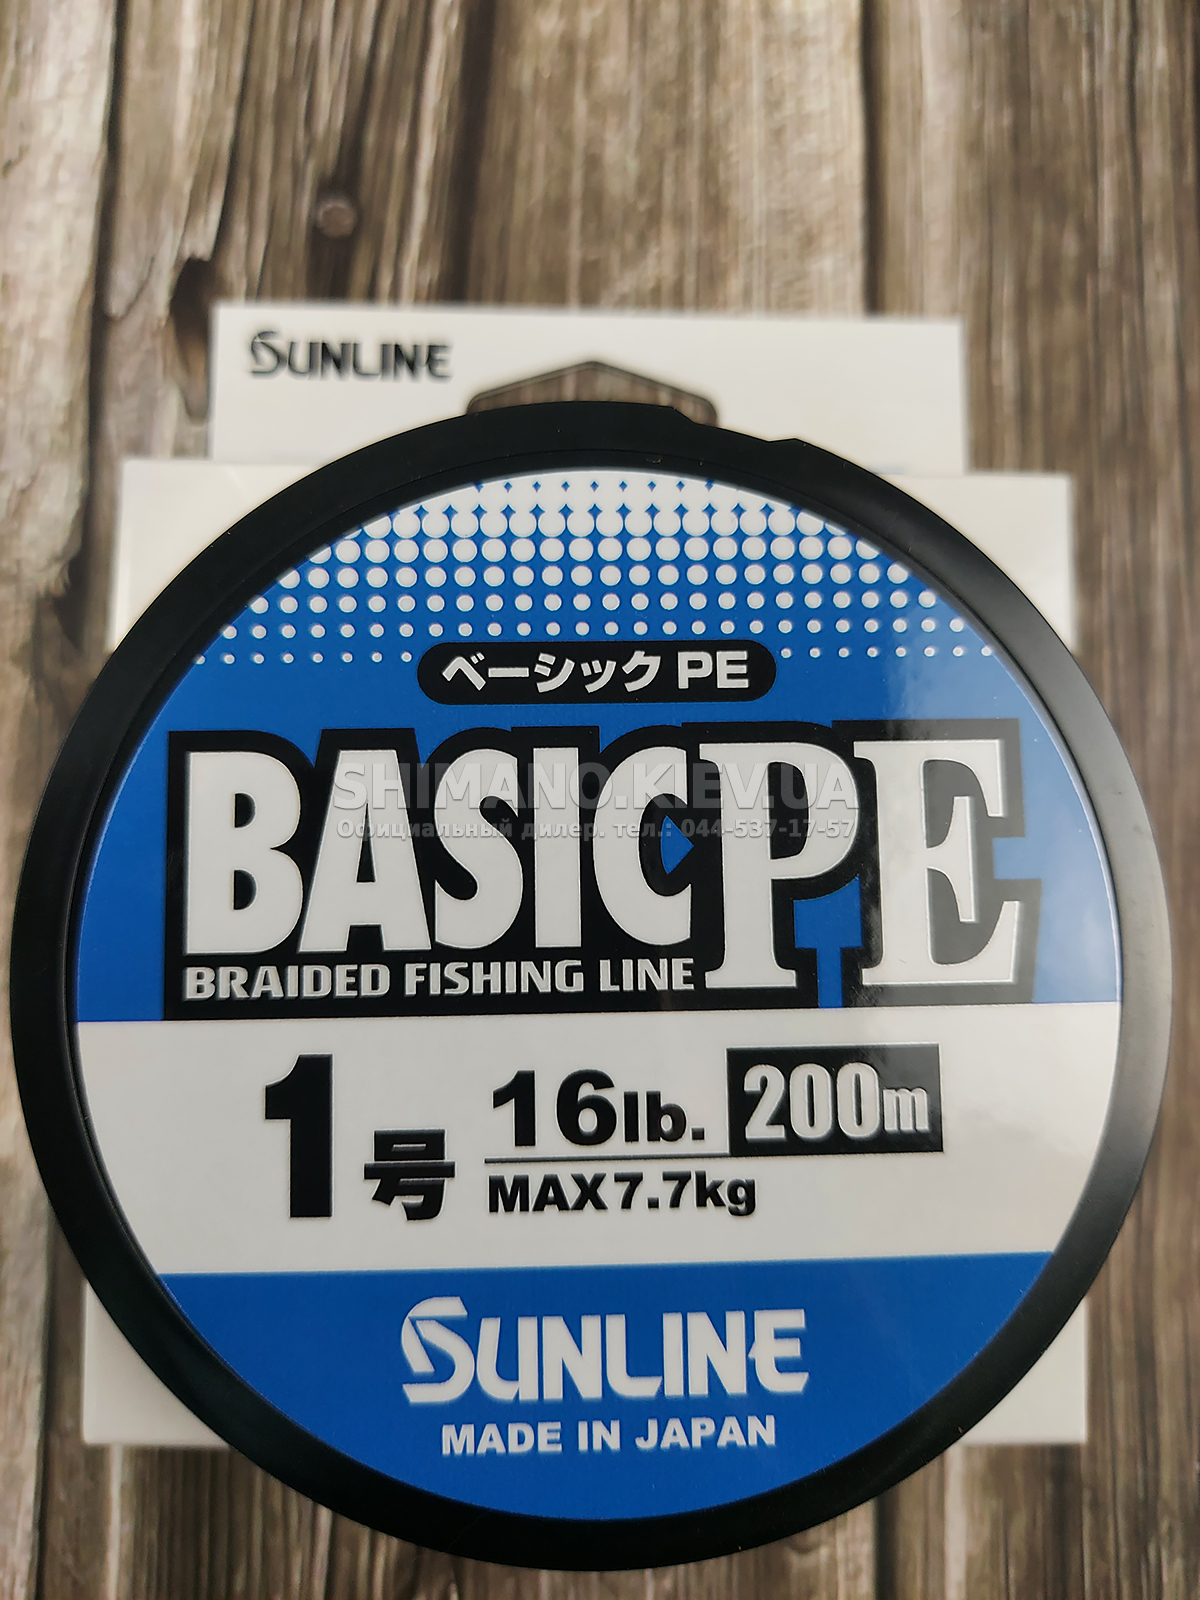 SUNLINE
ベーシック PE
BASIC PE
SHIMANO.KIEV.UA
Официальный дилер. тел.: 044-537-17-57
BRAIDED FISHING LINE
1号
16lb. 200m
MAX7.7kg
SUNLINE
MADE IN JAPAN